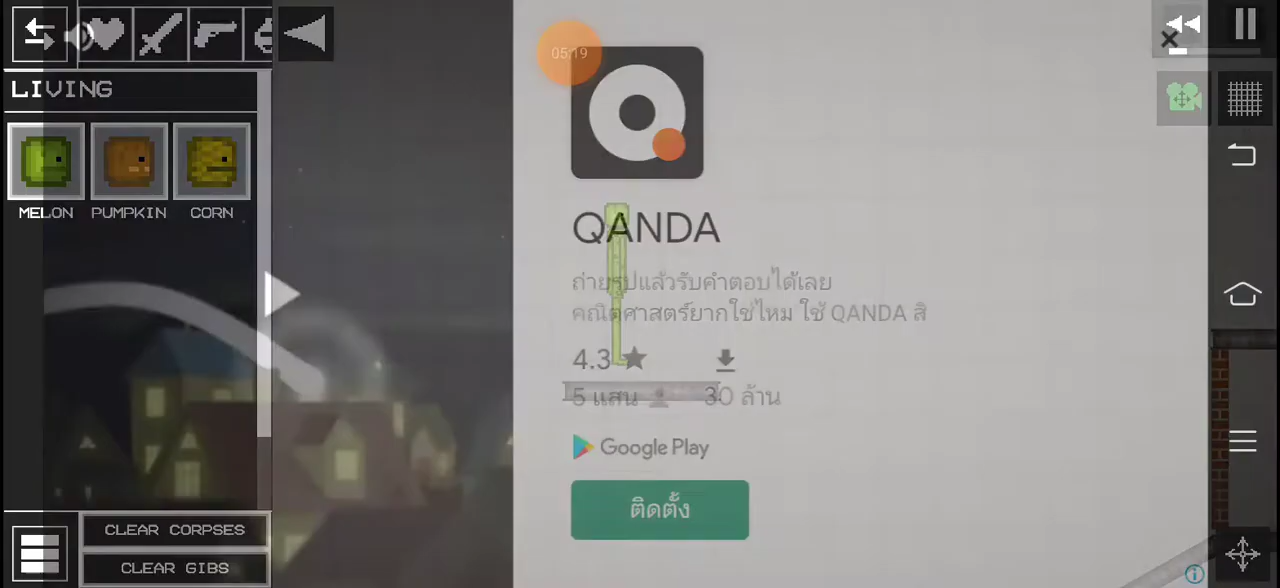 05:19
LIVING
MELON PUMPKIN CORN
QANDA
ถ่ายรูปแล้วรับคำตอบได้เลย
คณิตศาสตร์ยากใช่ไหม ใช้ QANDA สิ
4.3
5 แสน 30 ล้าน
Google Play
ติดตั้ง
CLEAR CORPSES
CLEAR GIBS